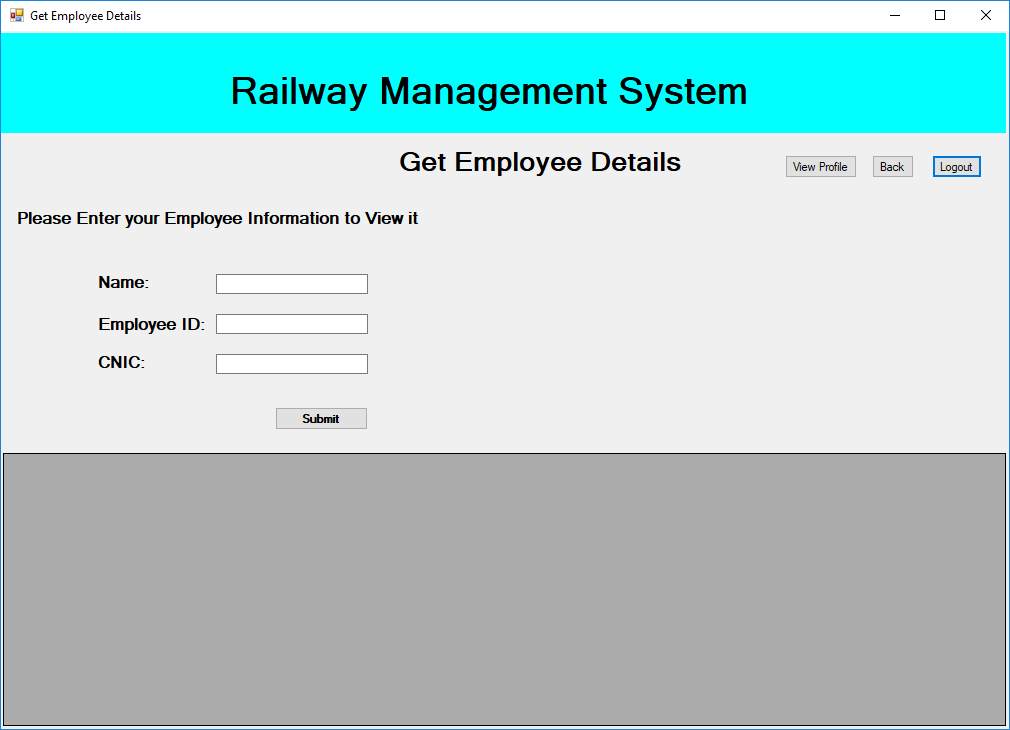 Get Employee Details
Railway Management System
Get Employee Details
View Profile
Back
Logout
Please Enter your Employee Information to View it
Name:
Employee ID:
CNIC:
Submit